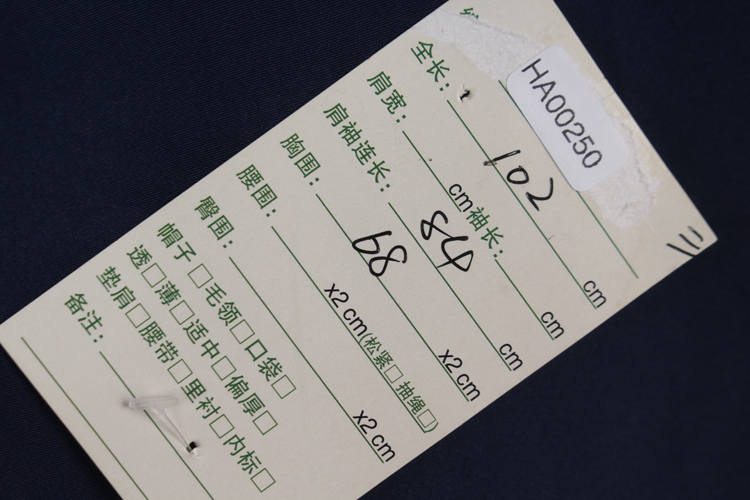 HA00250
全长: 102 cm
肩宽: cm 袖长: cm
肩袖连长: 84 cm
胸围: 68 x2 cm
腰围: x2 cm(松紧□ 抽绳□)
臀围: x2 cm
帽子□毛领□口袋□
透□薄□适中□偏厚□
垫肩□腰带□里衬□内标□
备注: